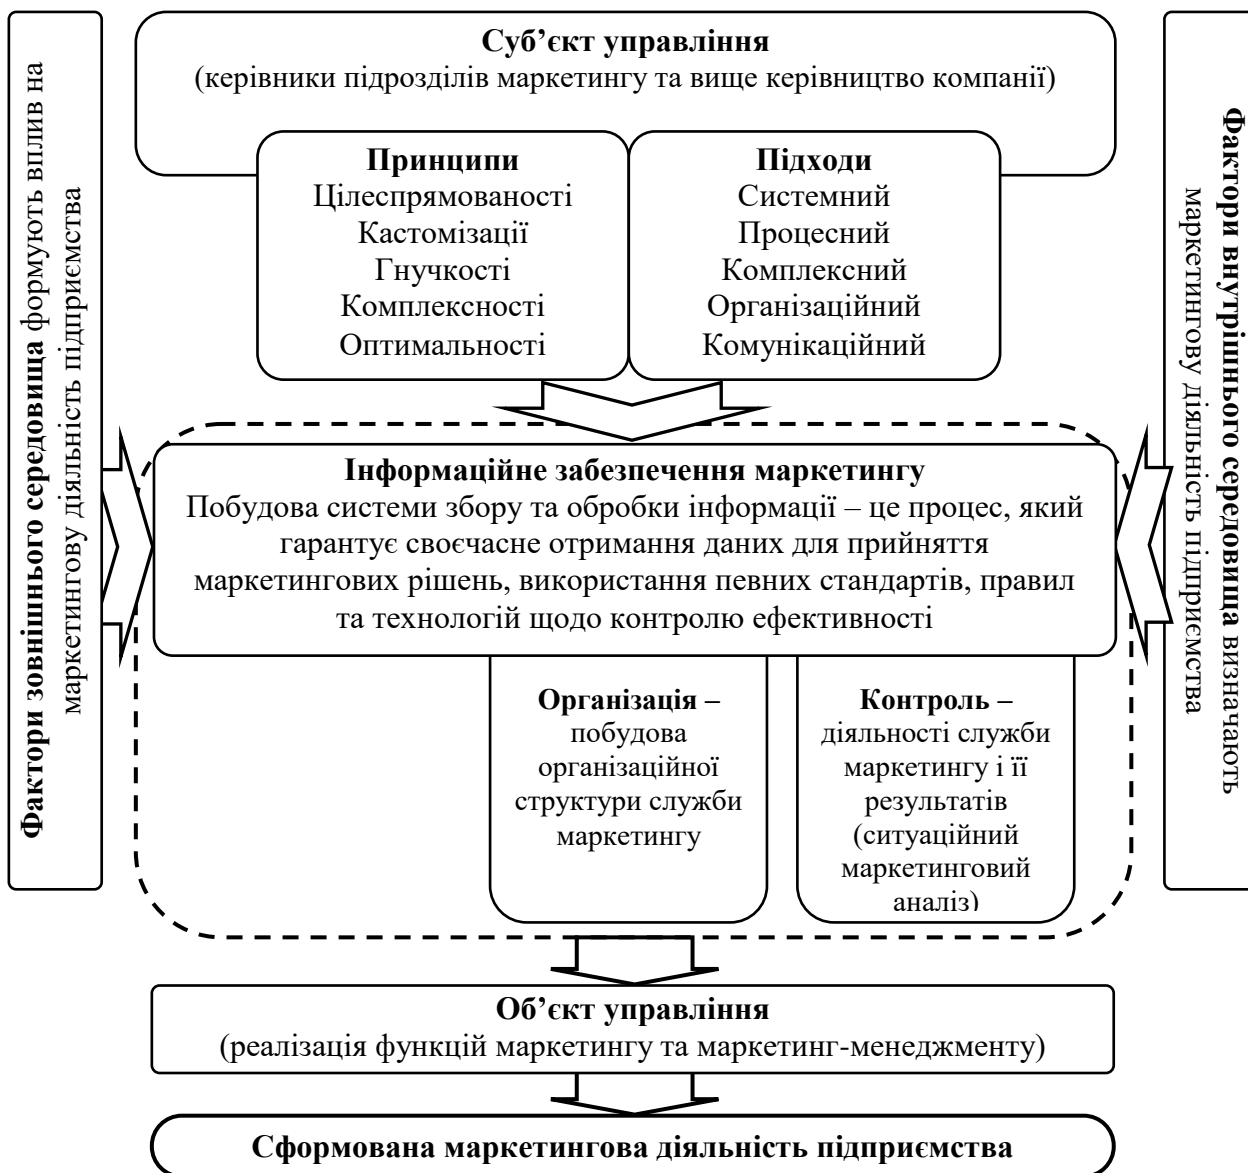 Суб’єкт управління
(керівники підрозділів маркетингу та вище керівництво компанії)
Принципи
Цілеспрямованості
Кастомізації
Гнучкості
Комплексності
Оптимальності
Підходи
Системний
Процесний
Комплексний
Організаційний
Комунікаційний
Фактори зовнішнього середовища формують вплив на
маркетингову діяльність підприємства
Фактори внутрішнього середовища визначають
маркетингову діяльність підприємства
Інформаційне забезпечення маркетингу
Побудова системи збору та обробки інформації – це процес, який
гарантує своєчасне отримання даних для прийняття
маркетингових рішень, використання певних стандартів, правил
та технологій щодо контролю ефективності
Організація –
побудова
організаційної
структури служби
маркетингу
Контроль –
діяльності служби
маркетингу і її
результатів
(ситуаційний
маркетинговий
аналіз)
Об’єкт управління
(реалізація функцій маркетингу та маркетинг-менеджменту)
Сформована маркетингова діяльність підприємства